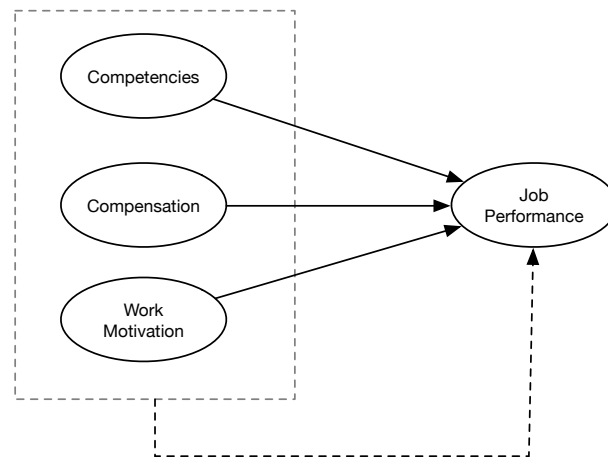 Competencies
Compensation
Work
Motivation
Job
Performance